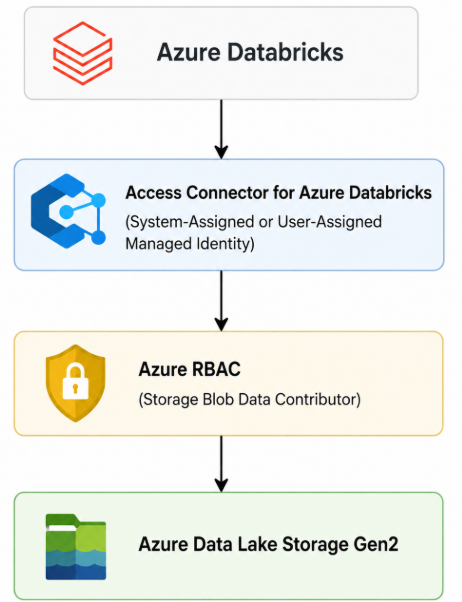 Azure Databricks
Access Connector for Azure Databricks
(System-Assigned or User-Assigned
Managed Identity)
Azure RBAC
(Storage Blob Data Contributor)
Azure Data Lake Storage Gen2